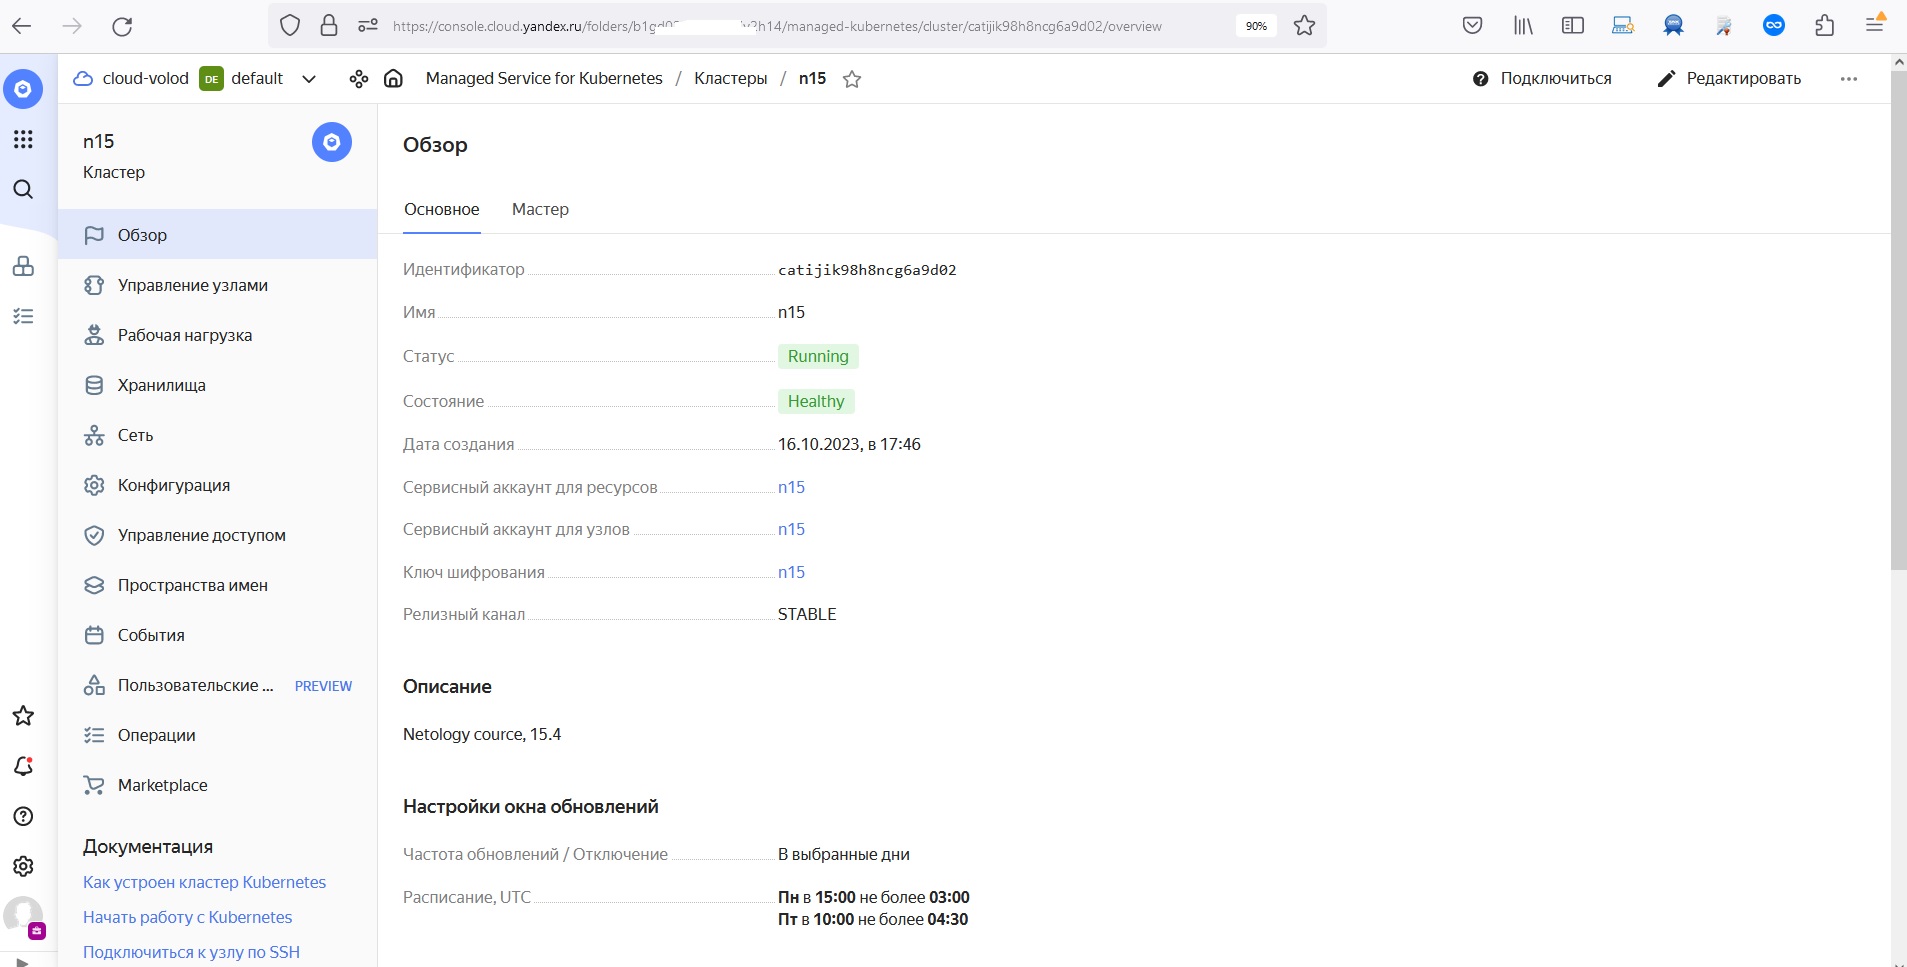 https://console.cloud.yandex.ru/folders/b1gd0 2h14/managed-kubernetes/cluster/catijik98h8ncg6a9d02/overview
90%
cloud-volod DE default
Managed Service for Kubernetes / Кластеры / n15
Подключиться
Редактировать
n15
Кластер
Обзор
Управление узлами
Рабочая нагрузка
Хранилища
Сеть
Конфигурация
Управление доступом
Пространства имен
События
Пользовательские ... PREVIEW
Операции
Marketplace
Документация
Как устроен кластер Kubernetes
Начать работу с Kubernetes
Подключиться к узлу по SSH
Обзор
Основное Мастер
Идентификатор catijik98h8ncg6a9d02
Имя n15
Статус Running
Состояние Healthy
Дата создания 16.10.2023, в 17:46
Сервисный аккаунт для ресурсов n15
Сервисный аккаунт для узлов n15
Ключ шифрования n15
Релизный канал STABLE
Описание
Netology cource, 15.4
Настройки окна обновлений
Частота обновлений / Отключение В выбранные дни
Расписание, UTC Пн в 15:00 не более 03:00
Пт в 10:00 не более 04:30